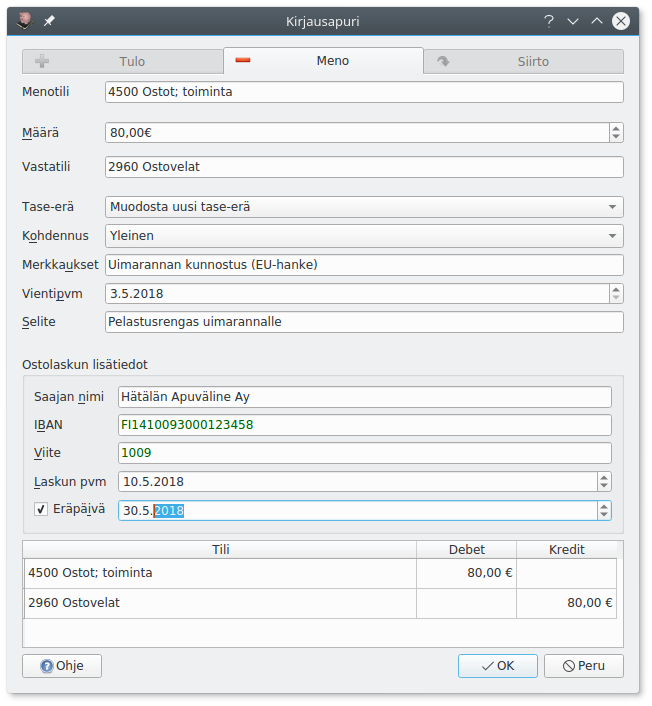 Kirjausapuri
Tulo Meno Siirto
Menotili 4500 Ostot; toiminta
Määrä 80,00€
Vastatili 2960 Ostovelat
Tase-erä Muodosta uusi tase-erä
Kohdennus Yleinen
Merkkaukset Uimarannan kunnostus (EU-hanke)
Vientipvm 3.5.2018
Selite Pelastusrengas uimarannalle
Ostolaskun lisätiedot
Saajan nimi Hätälän Apuväline Ay
IBAN FI1410093000123458
Viite 1009
Laskun pvm 10.5.2018
Eräpäivä 30.5.2018
Tili Debet Kredit
4500 Ostot; toiminta 80,00 €
2960 Ostovelat 80,00 €
Ohje OK Peru